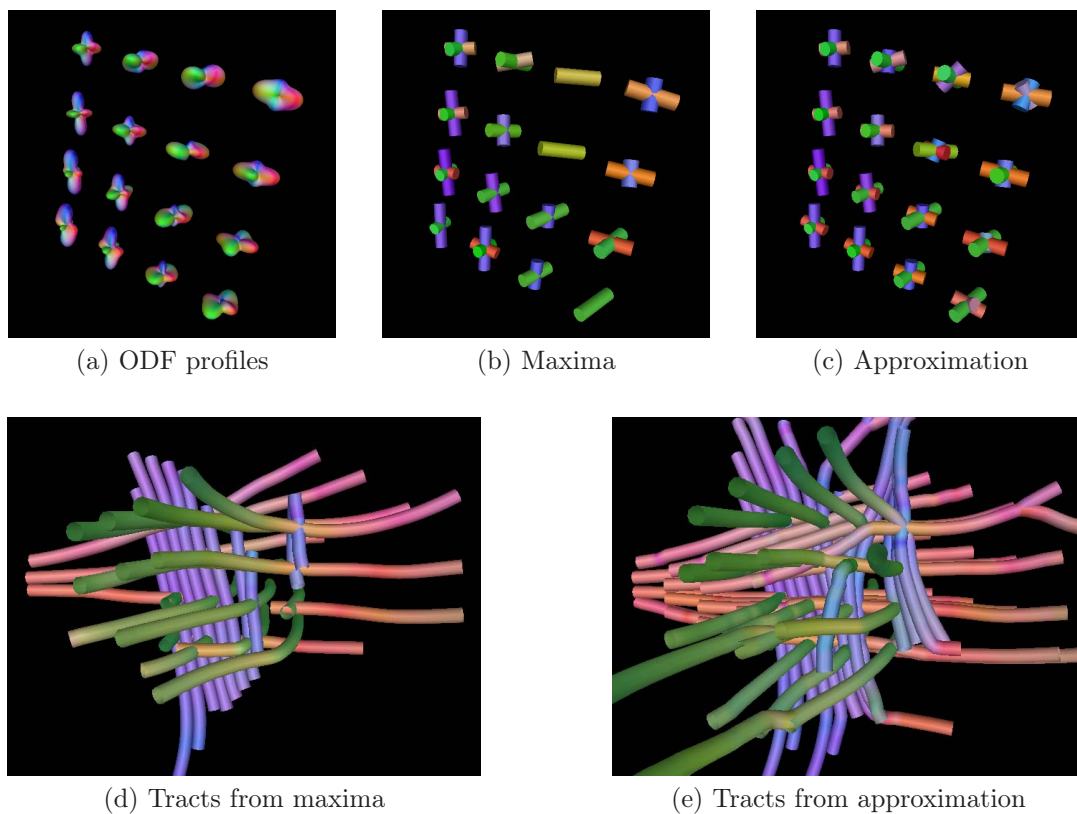 (a) ODF profiles
(b) Maxima
(c) Approximation
(d) Tracts from maxima
(e) Tracts from approximation